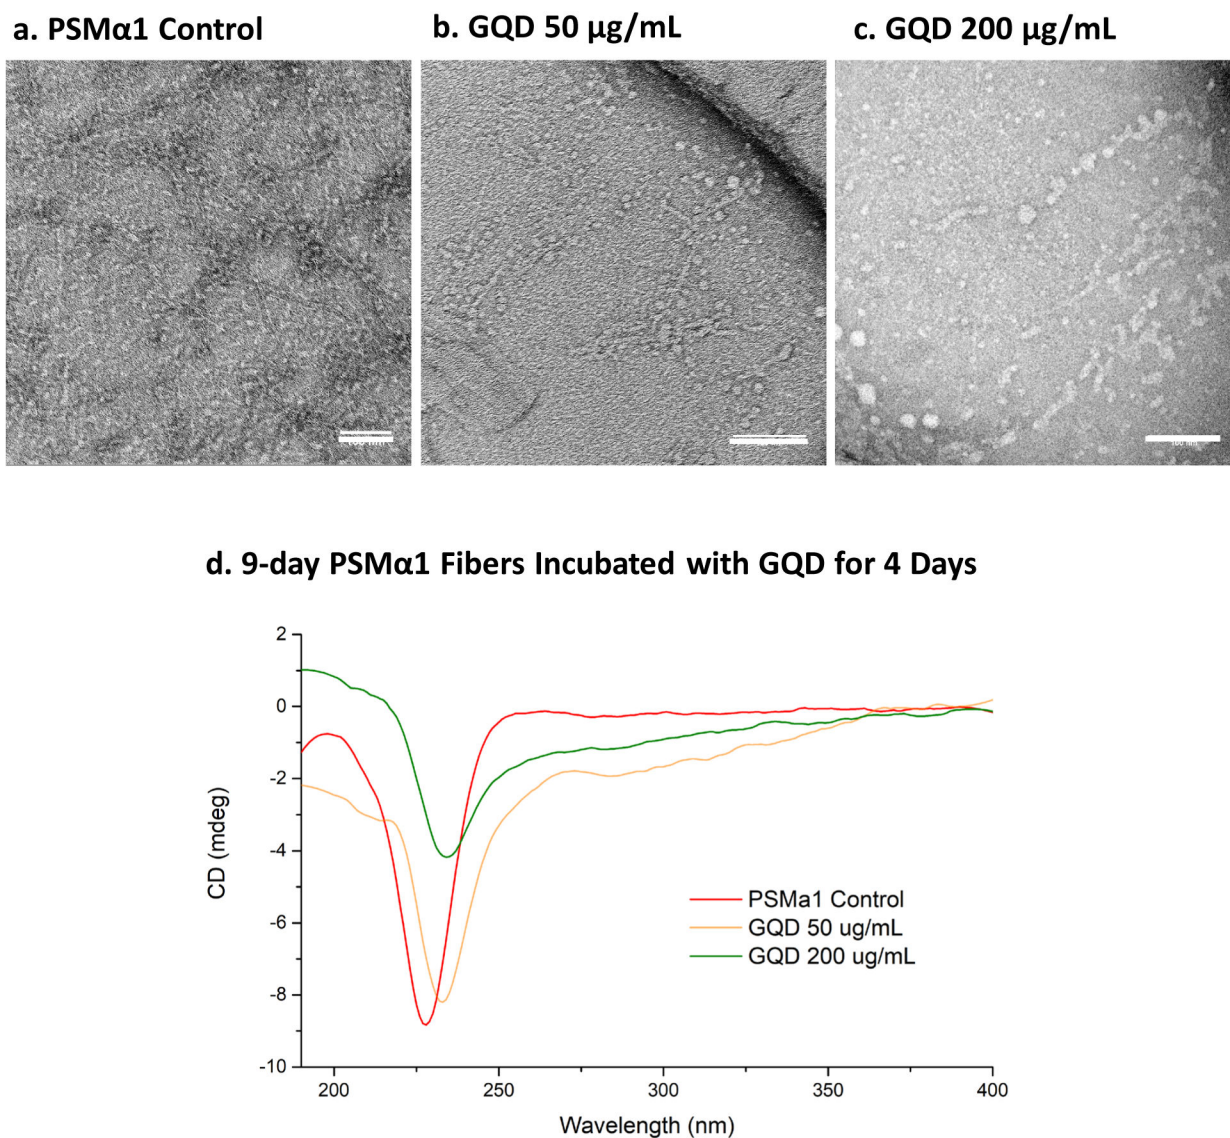 a. PSMα1 Control
b. GQD 50 µg/mL
c. GQD 200 µg/mL
100 nm
d. 9-day PSMα1 Fibers Incubated with GQD for 4 Days
2
0
-2
-4
-6
-8
-10
CD (mdeg)
PSMa1 Control
GQD 50 ug/mL
GQD 200 ug/mL
200
250
300
350
400
Wavelength (nm)